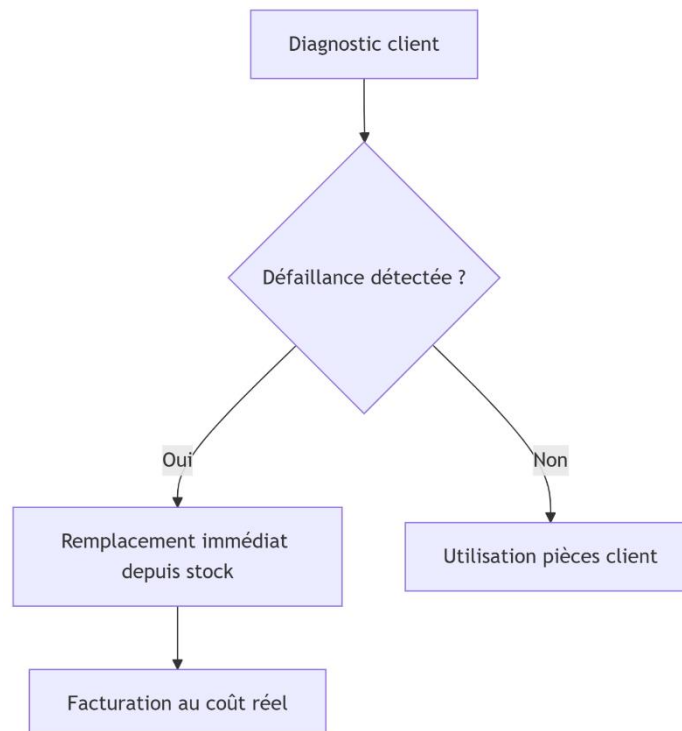 Diagnostic client
Défaillance détectée ?
Oui
Non
Remplacement immédiat
depuis stock
Utilisation pièces client
Facturation au coût réel